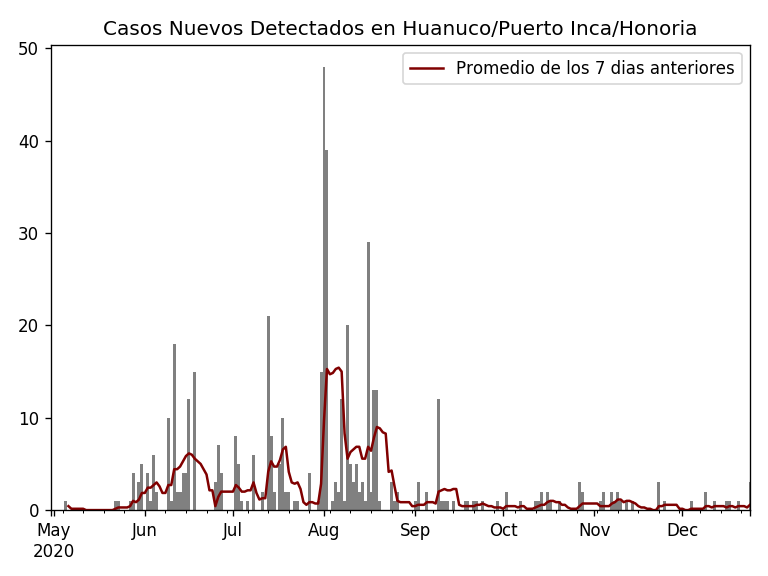 Casos Nuevos Detectados en Huanuco/Puerto Inca/Honoria
Promedio de los 7 dias anteriores
50
40
30
20
10
0
May Jun Jul Aug Sep Oct Nov Dec
2020